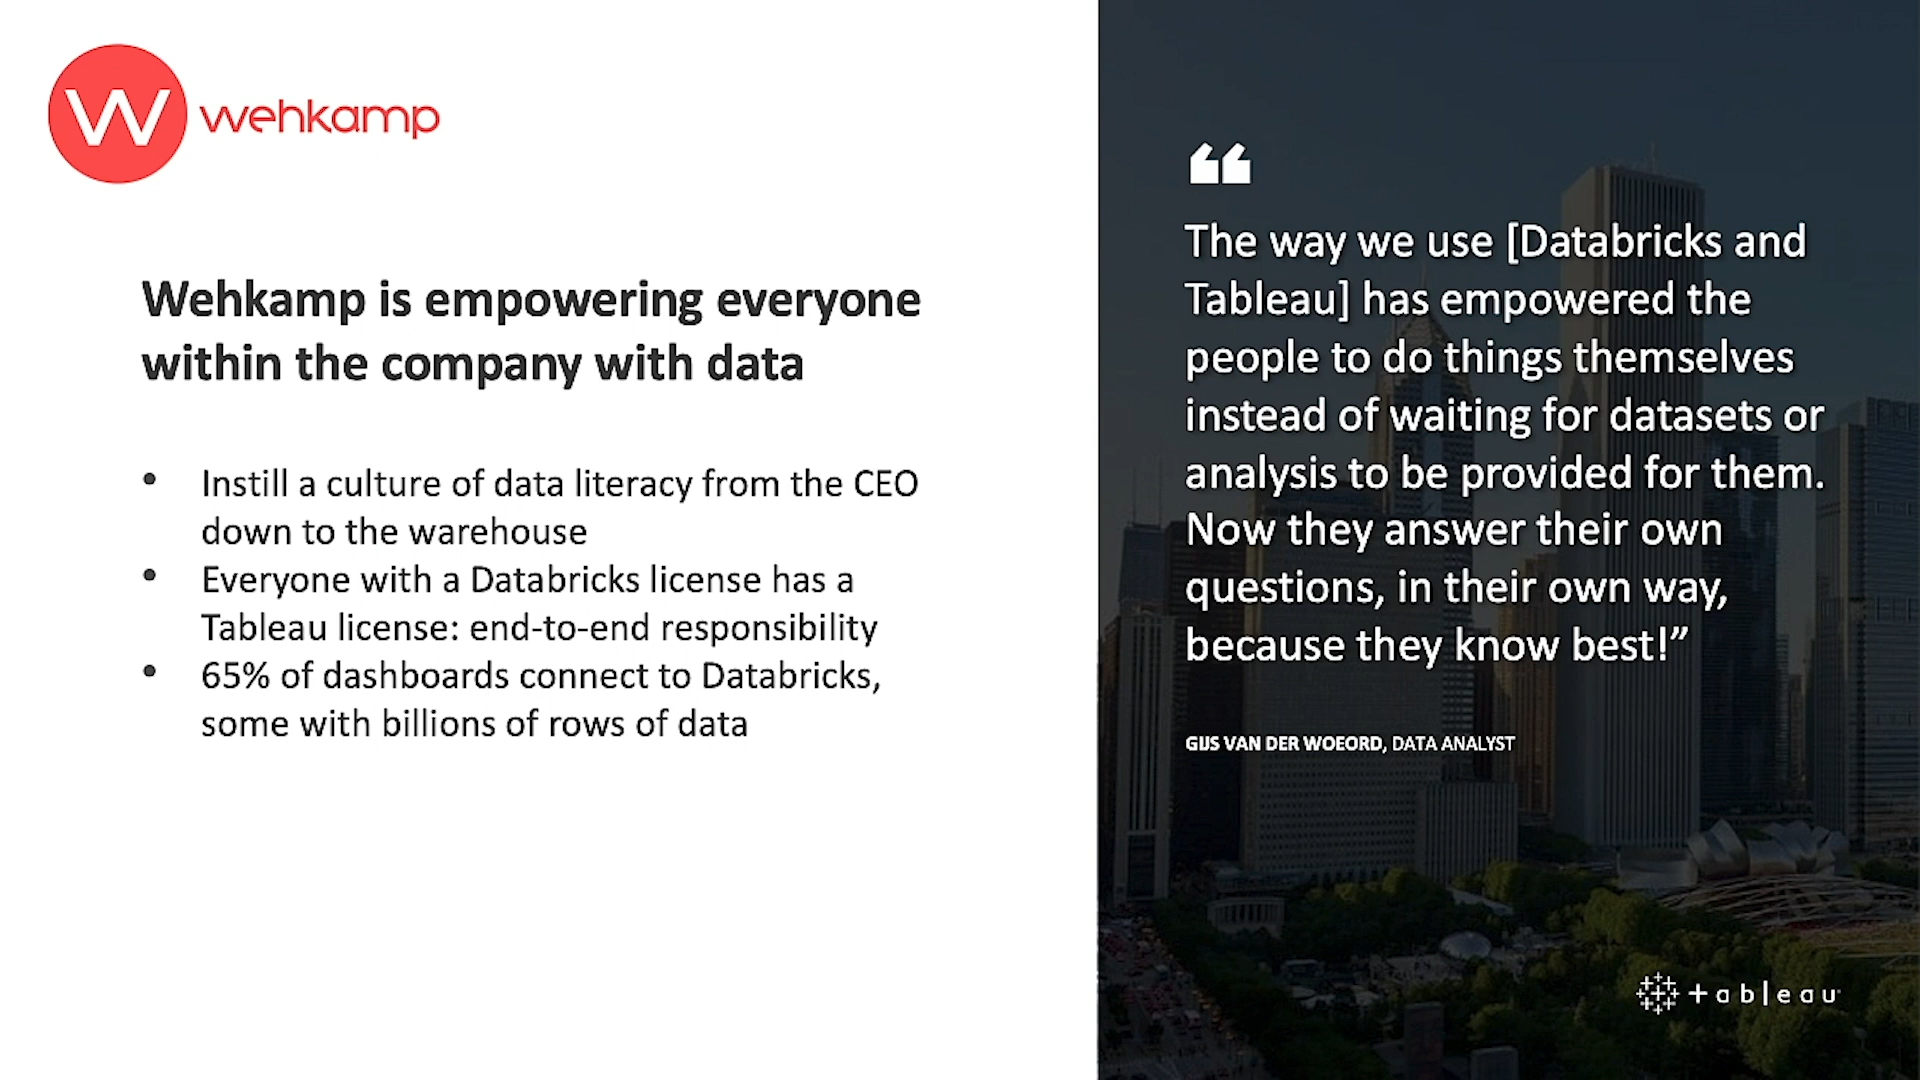 W wehkamp
Wehkamp is empowering everyone
within the company with data
• Instill a culture of data literacy from the CEO
down to the warehouse
• Everyone with a Databricks license has a
Tableau license: end-to-end responsibility
• 65% of dashboards connect to Databricks,
some with billions of rows of data
“
The way we use [Databricks and
Tableau] has empowered the
people to do things themselves
instead of waiting for datasets or
analysis to be provided for them.
Now they answer their own
questions, in their own way,
because they know best!”
GIJS VAN DER WOEORD, DATA ANALYST
+ableau